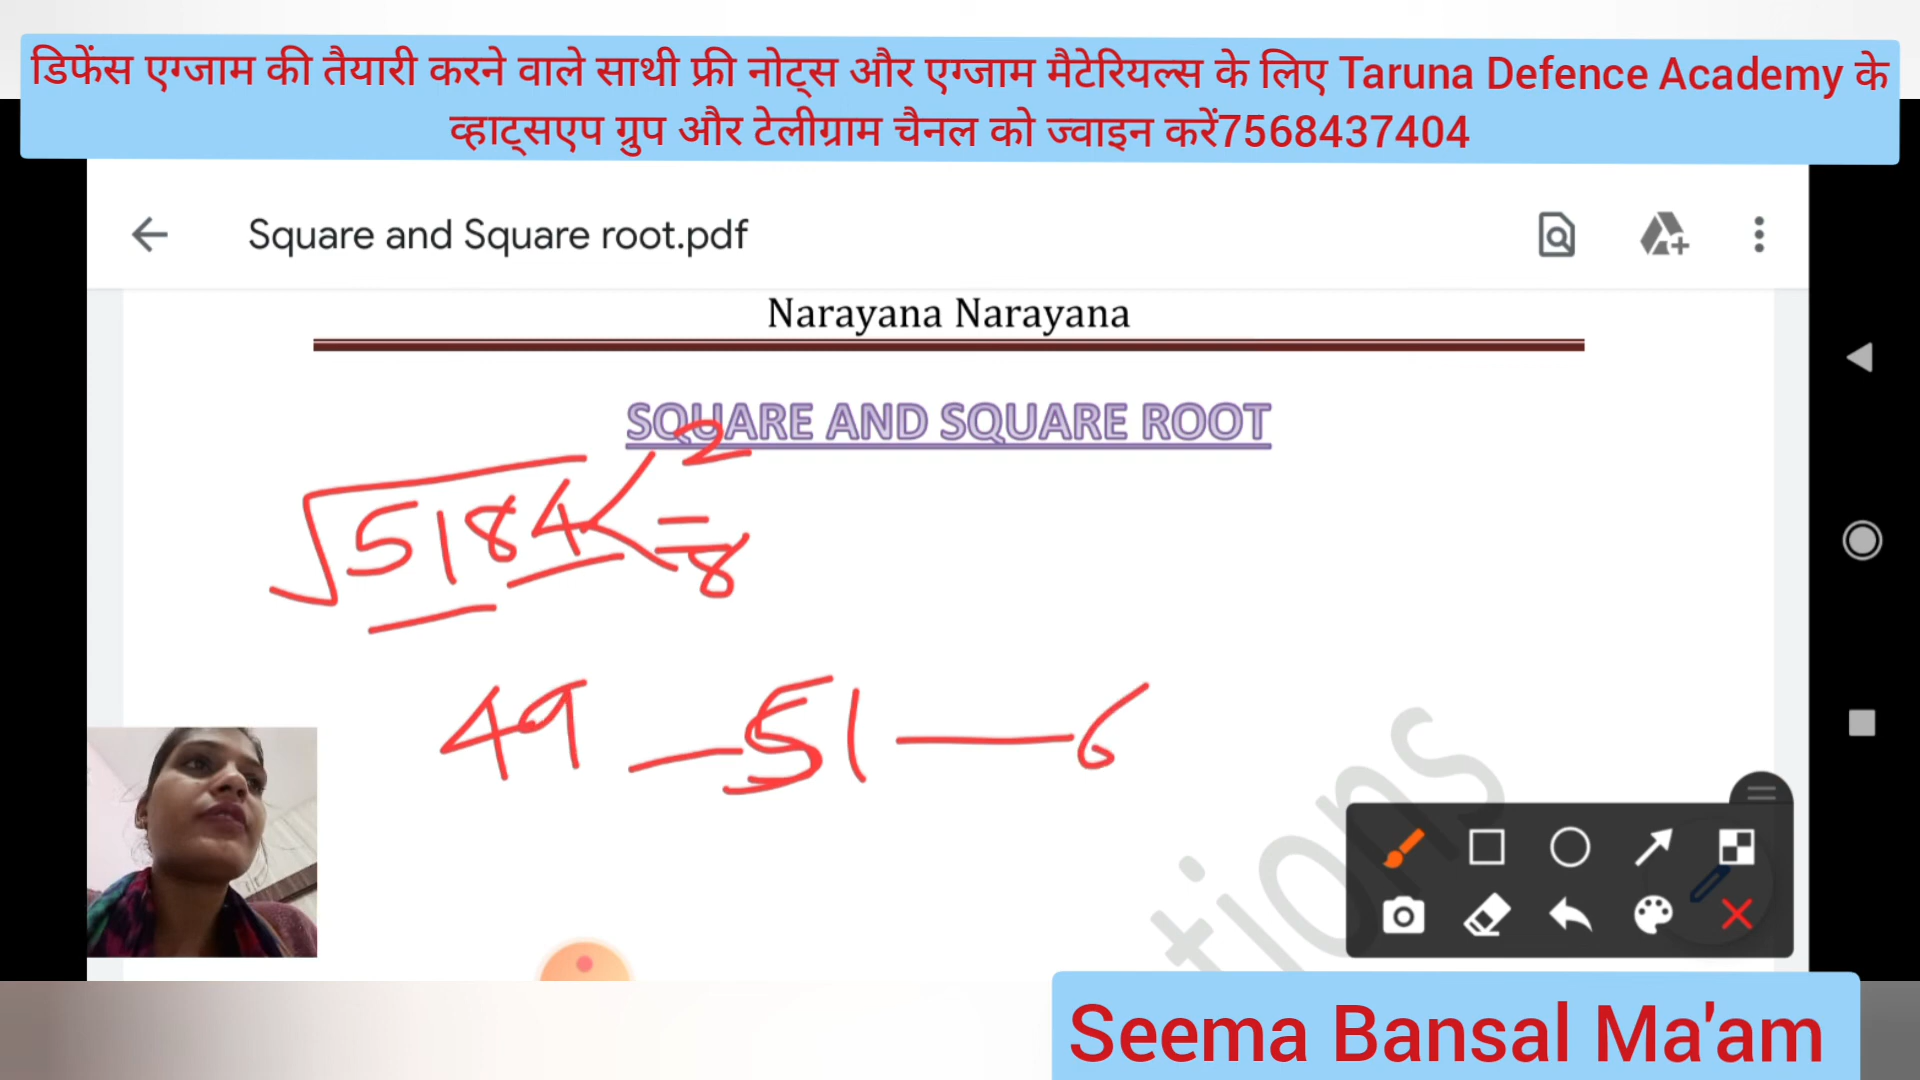 डिफेंस एग्जाम की तैयारी करने वाले साथी फ्री नोट्स और एग्जाम मैटेरियल्स के लिए Taruna Defence Academy के
व्हाट्सएप ग्रुप और टेलीग्राम चैनल को ज्वाइन करें7568437404
Square and Square root.pdf
Narayana Narayana
SQUARE AND SQUARE ROOT
2
√5184 =
8
49 — 51 — 6
tions
Seema Bansal Ma'am